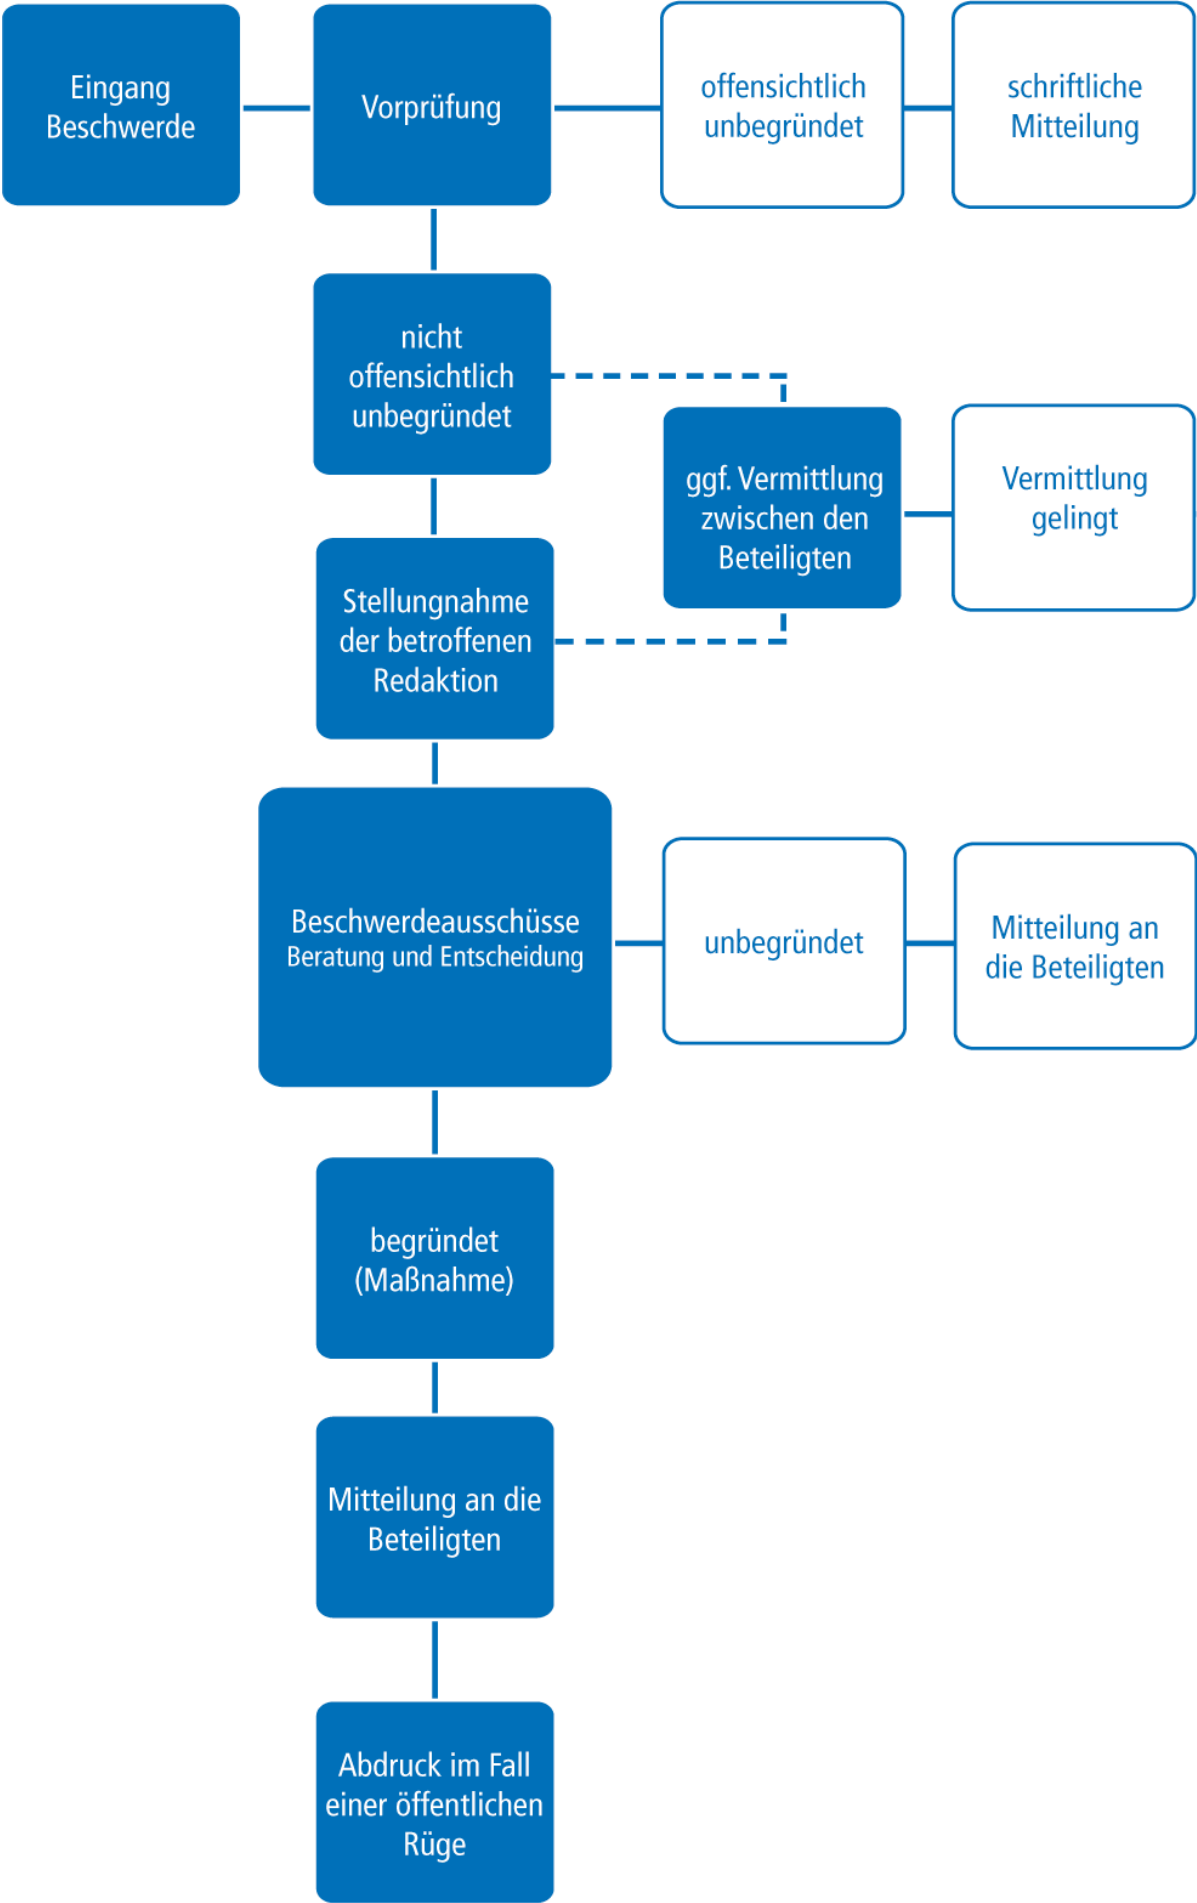 Eingang
Beschwerde
Vorprüfung
offensichtlich
unbegründet
schriftliche
Mitteilung
nicht
offensichtlich
unbegründet
ggf. Vermittlung
zwischen den
Beteiligten
Vermittlung
gelingt
Stellungnahme
der betroffenen
Redaktion
Beschwerdeausschüsse
Beratung und Entscheidung
unbegründet
Mitteilung an
die Beteiligten
begründet
(Maßnahme)
Mitteilung an die
Beteiligten
Abdruck im Fall
einer öffentlichen
Rüge